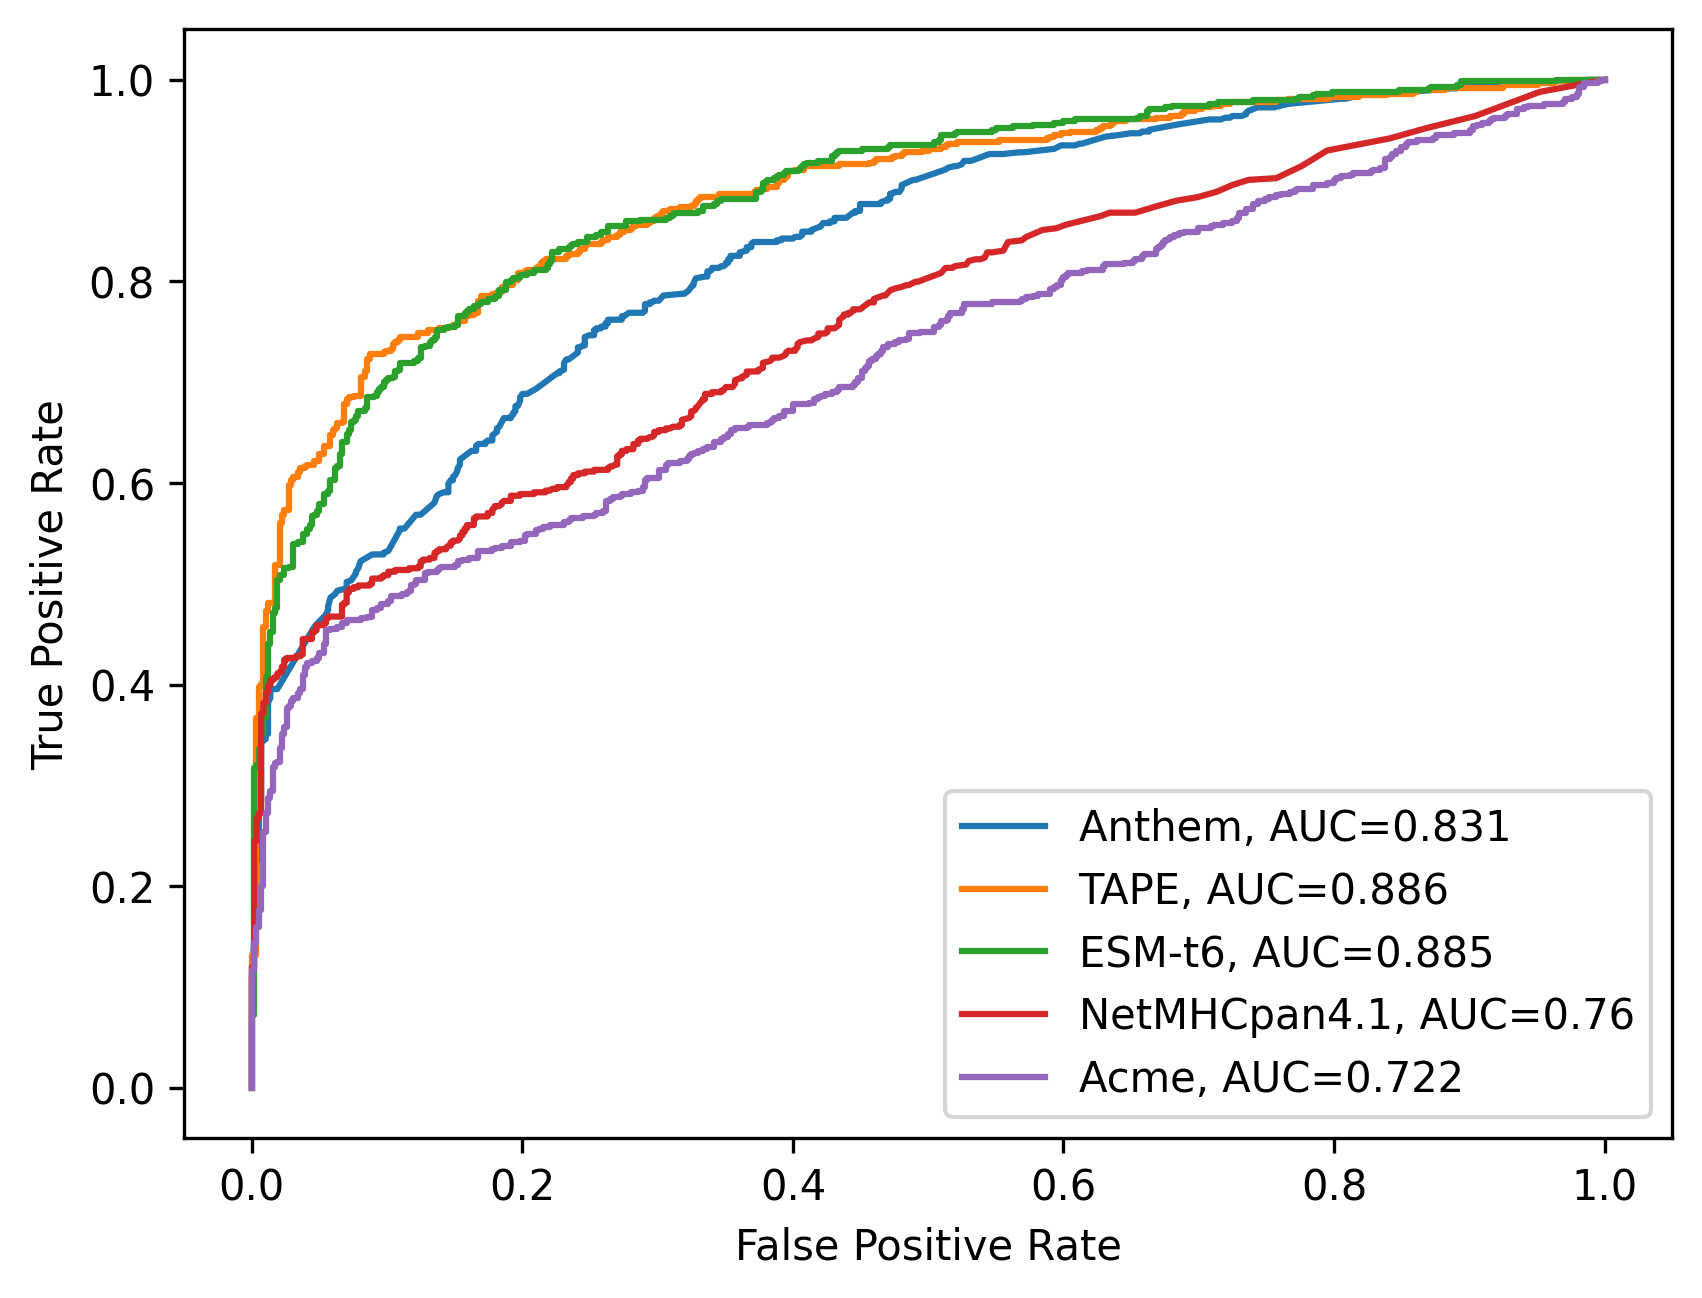 True Positive Rate
1.0
0.8
0.6
0.4
0.2
0.0
Anthem, AUC=0.831
TAPE, AUC=0.886
ESM-t6, AUC=0.885
NetMHCpan4.1, AUC=0.76
Acme, AUC=0.722
0.0 0.2 0.4 0.6 0.8 1.0
False Positive Rate